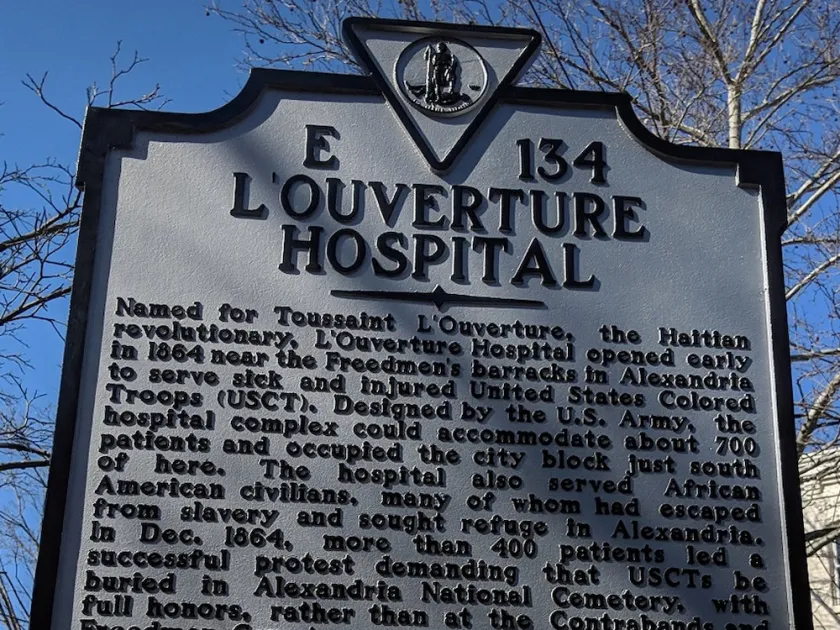 E 134
L'OUVERTURE
HOSPITAL
Named for Toussaint L'Ouverture, the Haitian
revolutionary, L'Ouverture Hospital opened early
in 1864 near the Freedmen's barracks in Alexandria
to serve sick and injured United States Colored
Troops (USCT). Designed by the U.S. Army, the
hospital complex could accommodate about 700
patients and occupied the city block just south
of here. The hospital also served African
American civilians, many of whom had escaped
from slavery and sought refuge in Alexandria.
In Dec. 1864, more than 400 patients led a
successful protest demanding that USCTs be
buried in Alexandria National Cemetery, with
full honors, rather than at the Contrabands and
Freedmen